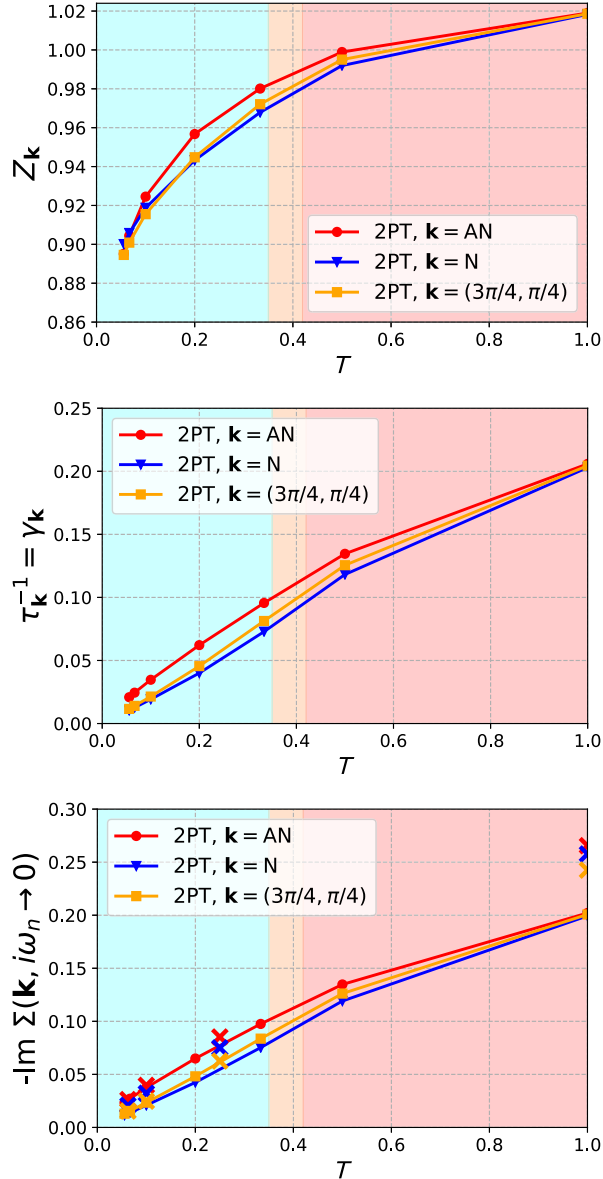 1.02
1.00
0.98
0.96
0.94
0.92
0.90
0.88
0.86
Z𝐤
2PT, 𝐤 = AN
2PT, 𝐤 = N
2PT, 𝐤 = (3π/4, π/4)
0.0 0.2 0.4 0.6 0.8 1.0
T
0.25
0.20
0.15
0.10
0.05
0.00
τ𝐤⁻¹ = γ𝐤
2PT, 𝐤 = AN
2PT, 𝐤 = N
2PT, 𝐤 = (3π/4, π/4)
0.0 0.2 0.4 0.6 0.8 1.0
T
0.30
0.25
0.20
0.15
0.10
0.05
0.00
-Im Σ(𝐤, iωₙ → 0)
2PT, 𝐤 = AN
2PT, 𝐤 = N
2PT, 𝐤 = (3π/4, π/4)
0.0 0.2 0.4 0.6 0.8 1.0
T